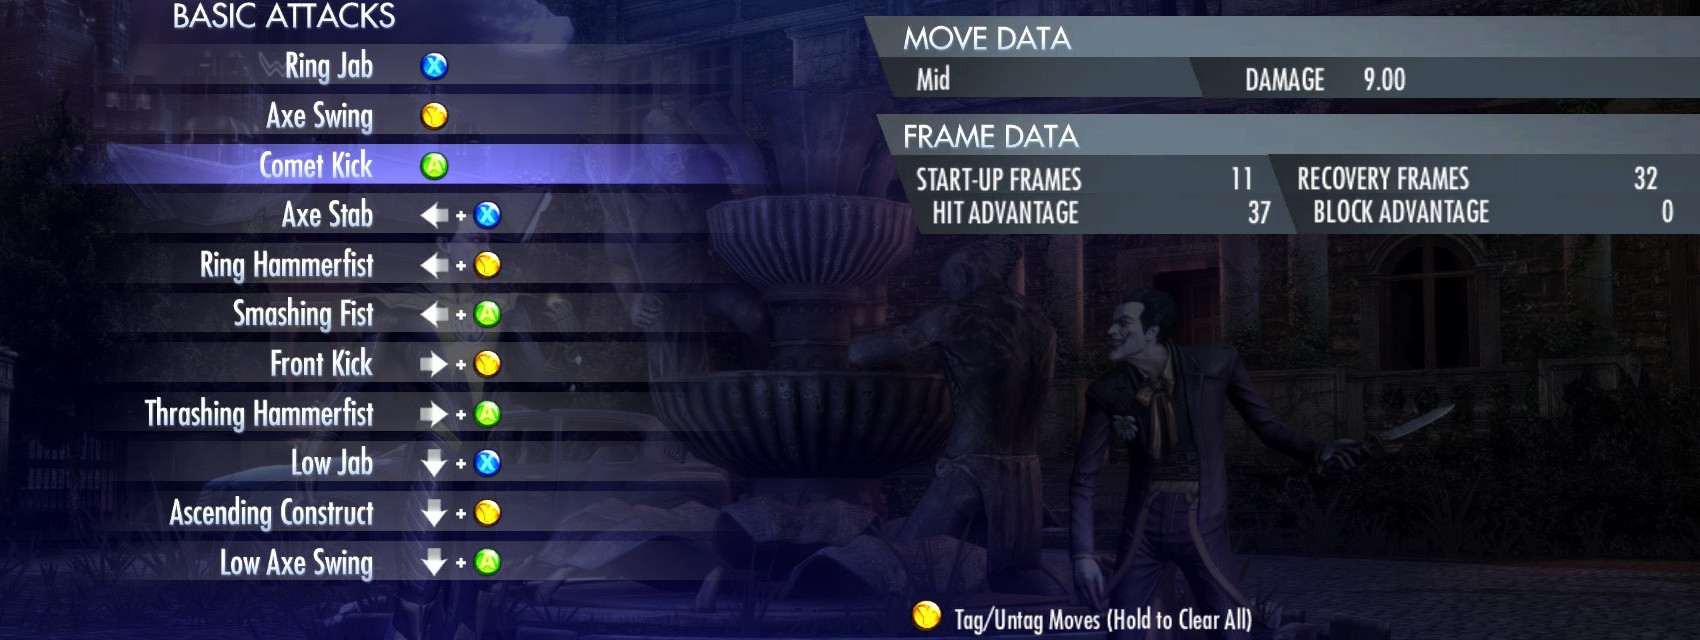 BASIC ATTACKS
Ring Jab X
Axe Swing Y
Comet Kick A
Axe Stab + X
Ring Hammerfist + Y
Smashing Fist + A
Front Kick + Y
Thrashing Hammerfist + A
Low Jab + X
Ascending Construct + Y
Low Axe Swing + A
MOVE DATA
Mid DAMAGE 9.00
FRAME DATA
START-UP FRAMES 11 RECOVERY FRAMES 32
HIT ADVANTAGE 37 BLOCK ADVANTAGE 0
Y Tag/Untag Moves (Hold to Clear All)